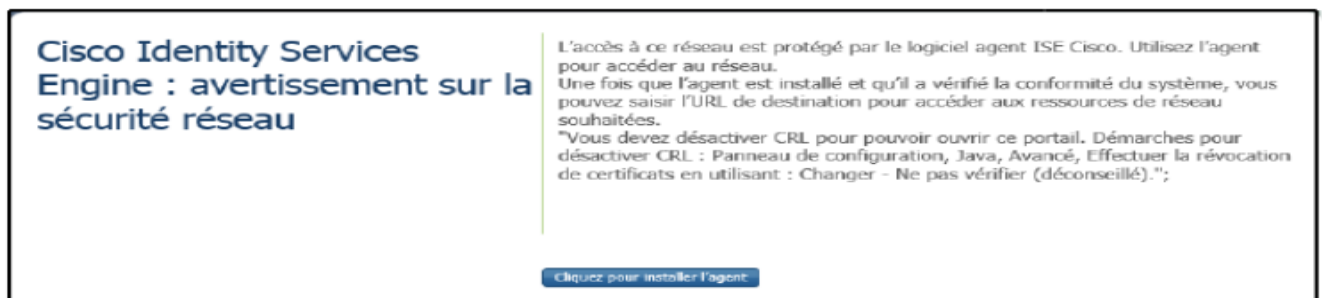 Cisco Identity Services
Engine : avertissement sur la
sécurité réseau
L'accès à ce réseau est protégé par le logiciel agent ISE Cisco. Utilisez l'agent
pour accéder au réseau.
Une fois que l'agent est installé et qu'il a vérifié la conformité du système, vous
pouvez saisir l'URL de destination pour accéder aux ressources de réseau
souhaitées.
"Vous devez désactiver CRL pour pouvoir ouvrir ce portail. Démarches pour
désactiver CRL : Panneau de configuration, Java, Avancé, Effectuer la révocation
de certificats en utilisant : Changer - Ne pas vérifier (déconseillé).";
Cliquez pour installer l'agent